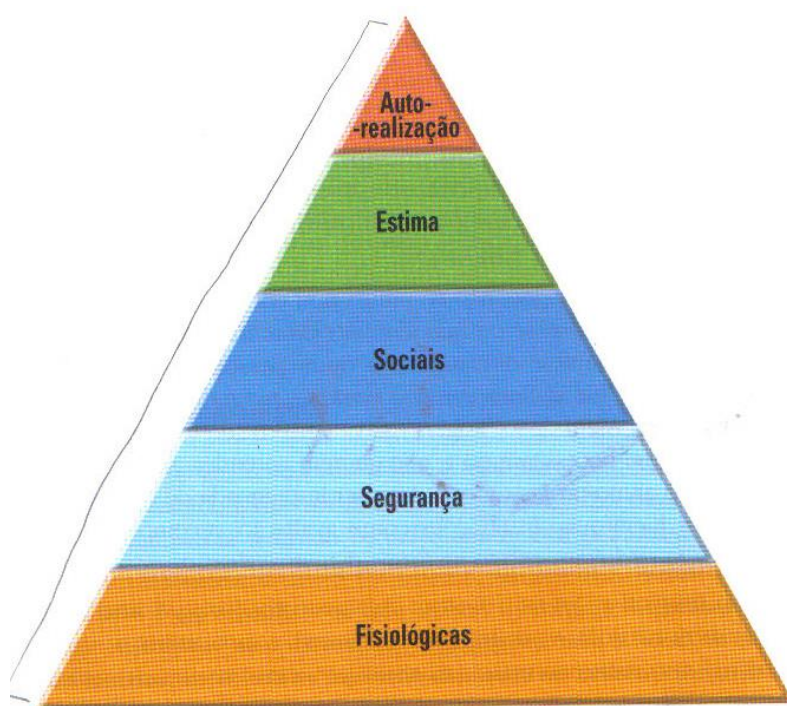 Auto-
-realização
Estima
Sociais
Segurança
Fisiológicas